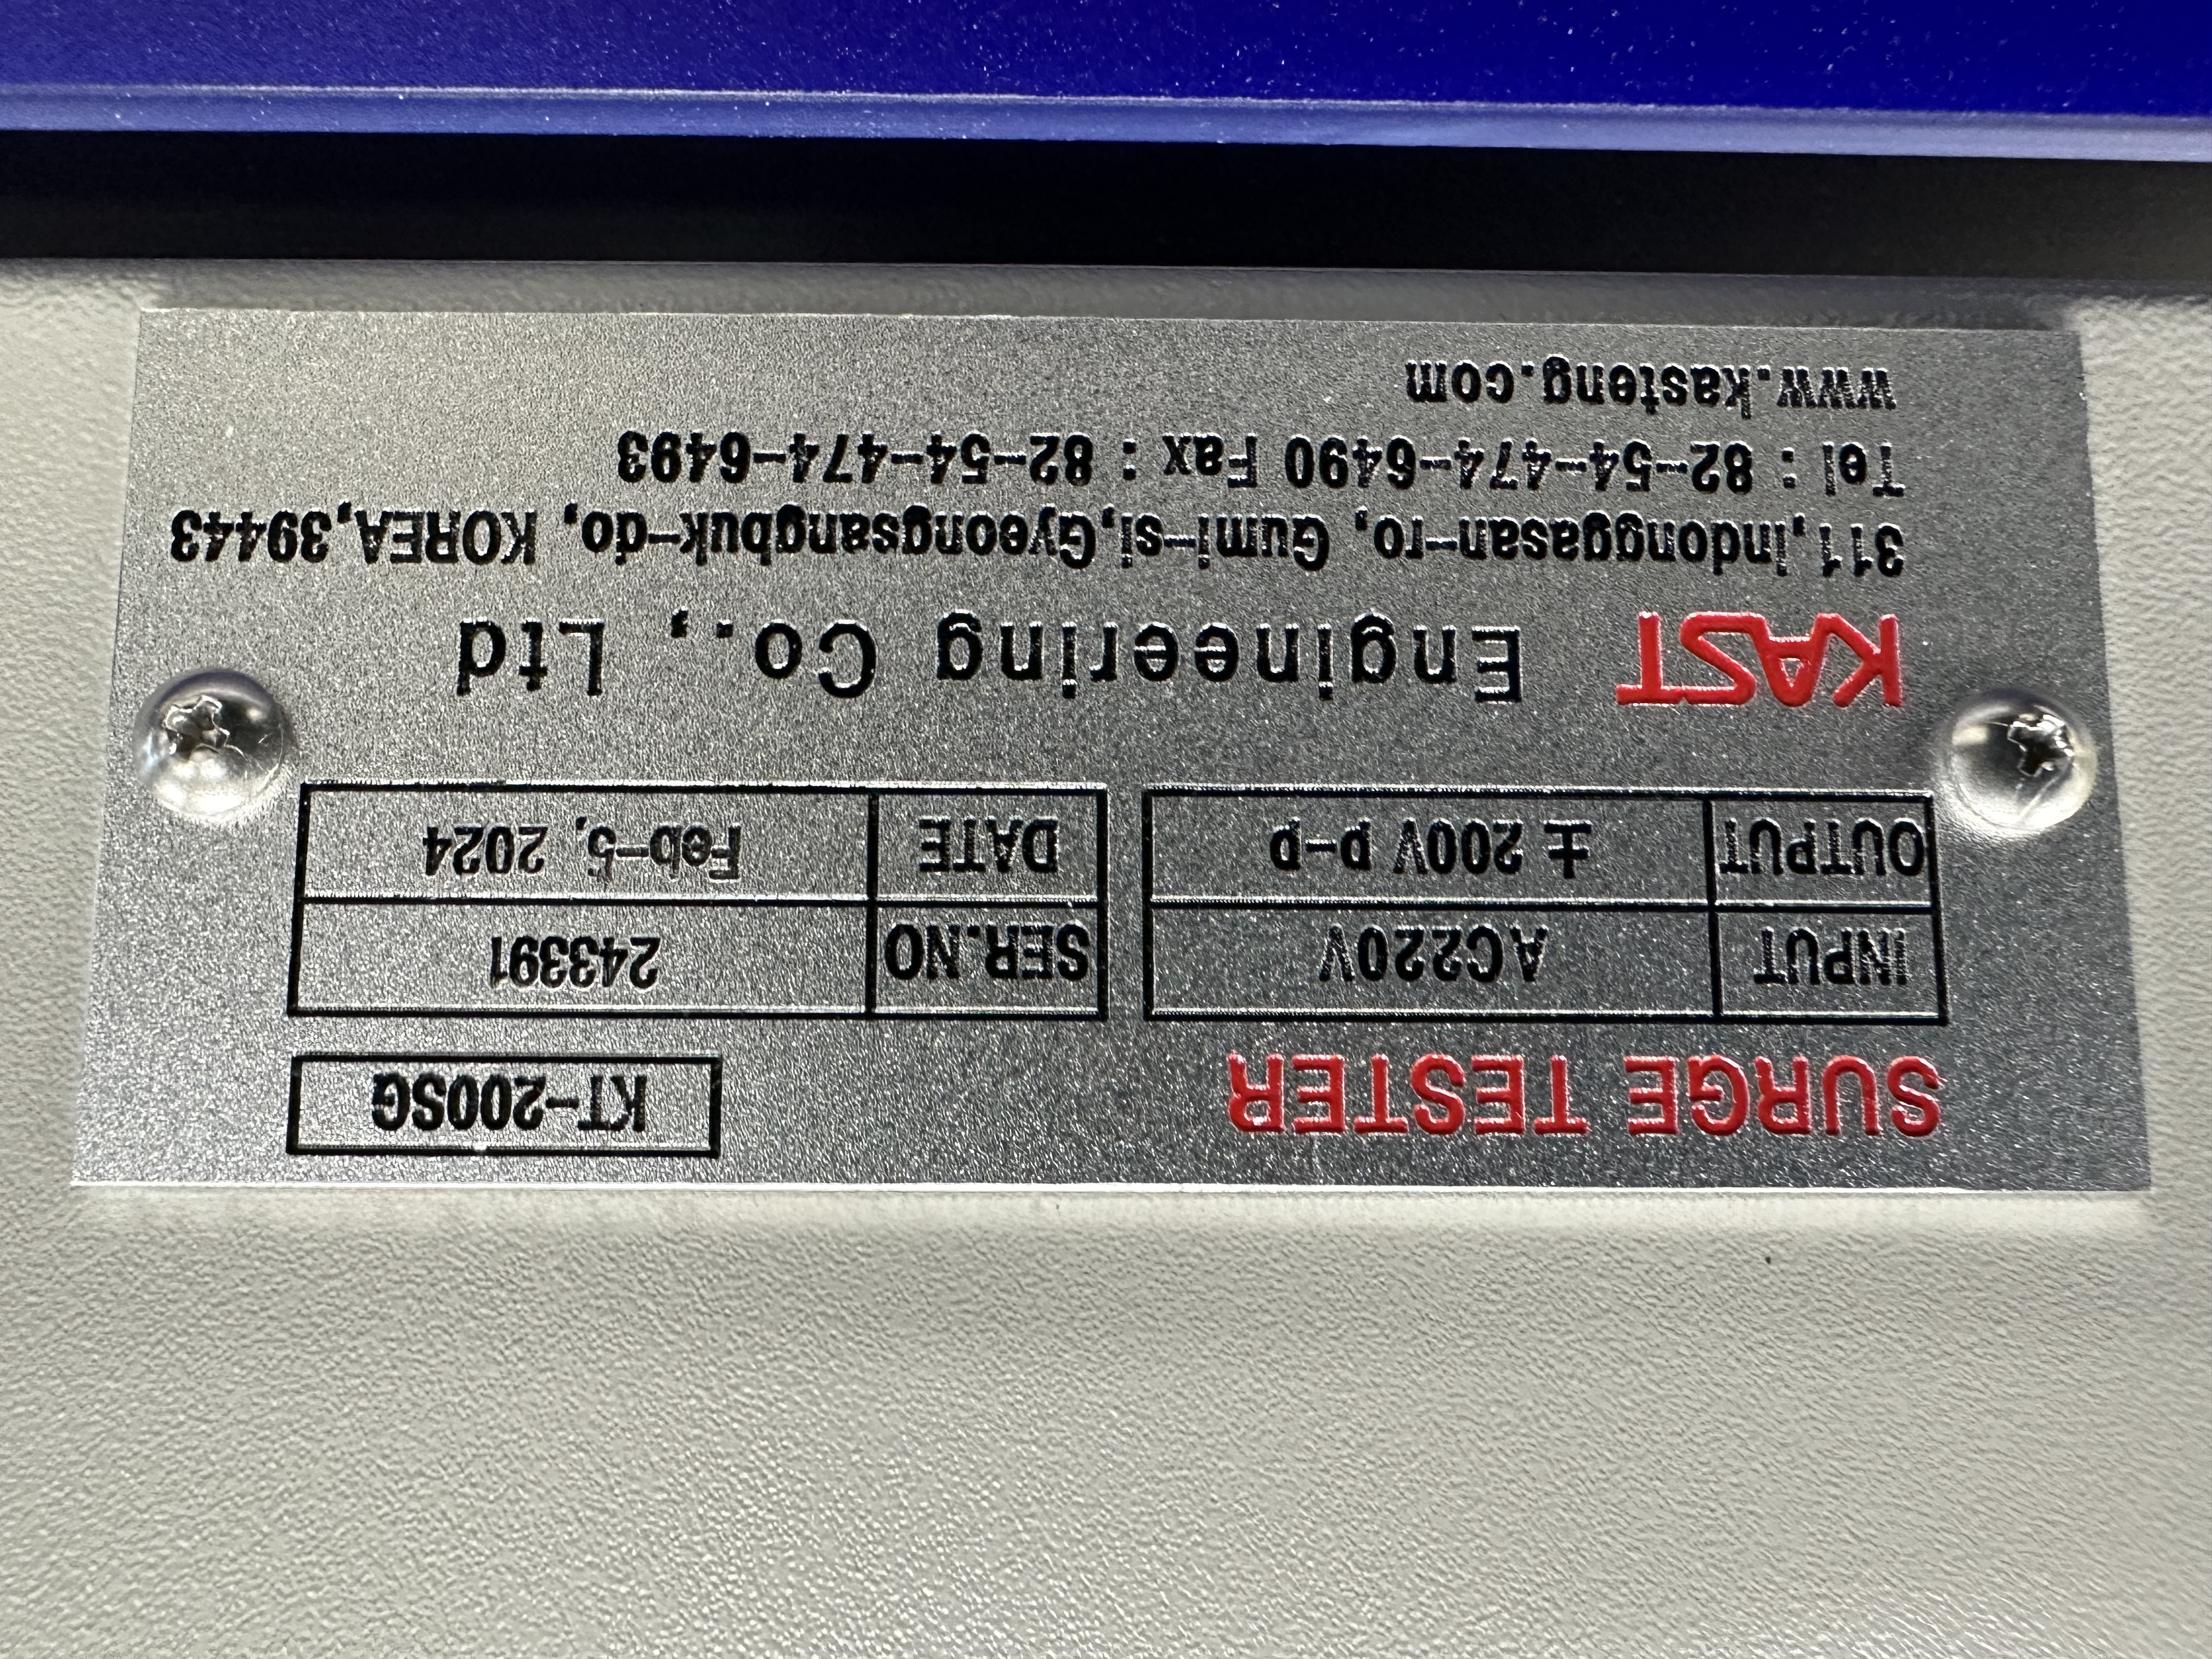 SURGE TESTER KT-200SG
INPUT AC220V SER.NO 243391
OUTPUT ± 200V p-p DATE Feb-5, 2024
KAST Engineering Co., Ltd
311,indonggasan-ro, Gumi-si,Gyeongsangbuk-do, KOREA,39443
Tel : 82-54-474-6490 Fax : 82-54-474-6493
www.kasteng.com